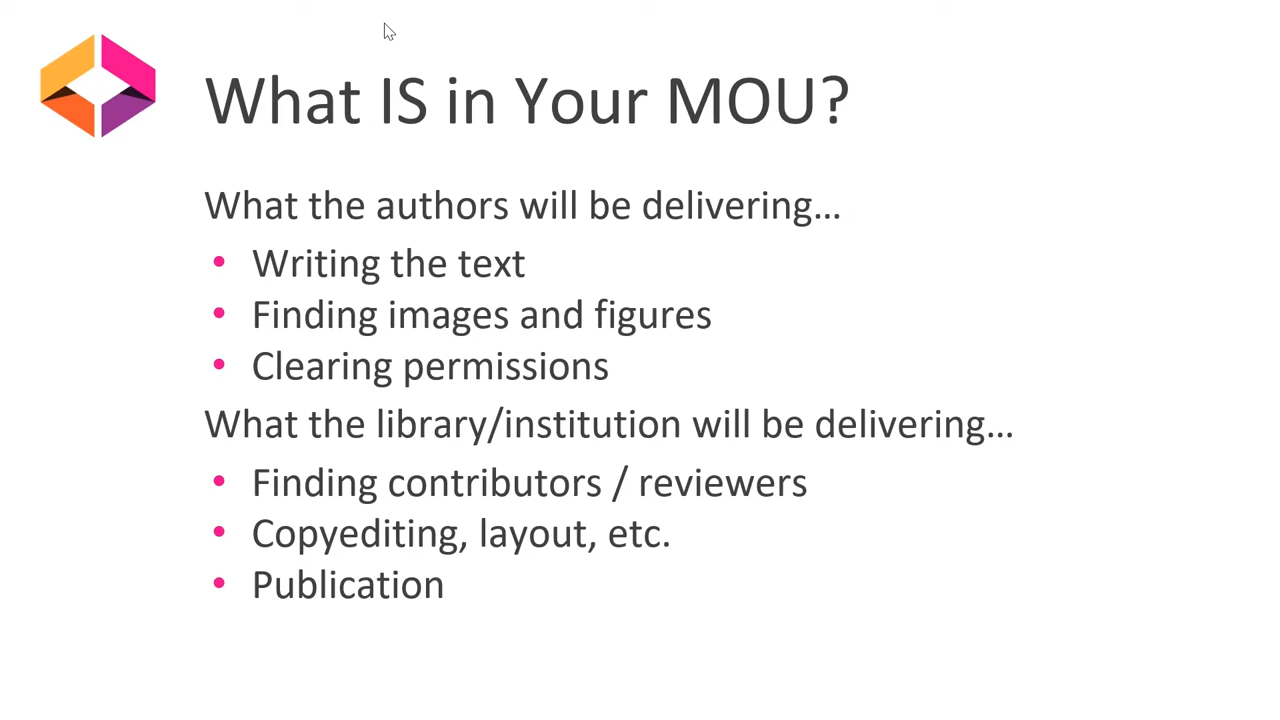 What IS in Your MOU?
What the authors will be delivering…
• Writing the text
• Finding images and figures
• Clearing permissions
What the library/institution will be delivering…
• Finding contributors / reviewers
• Copyediting, layout, etc.
• Publication